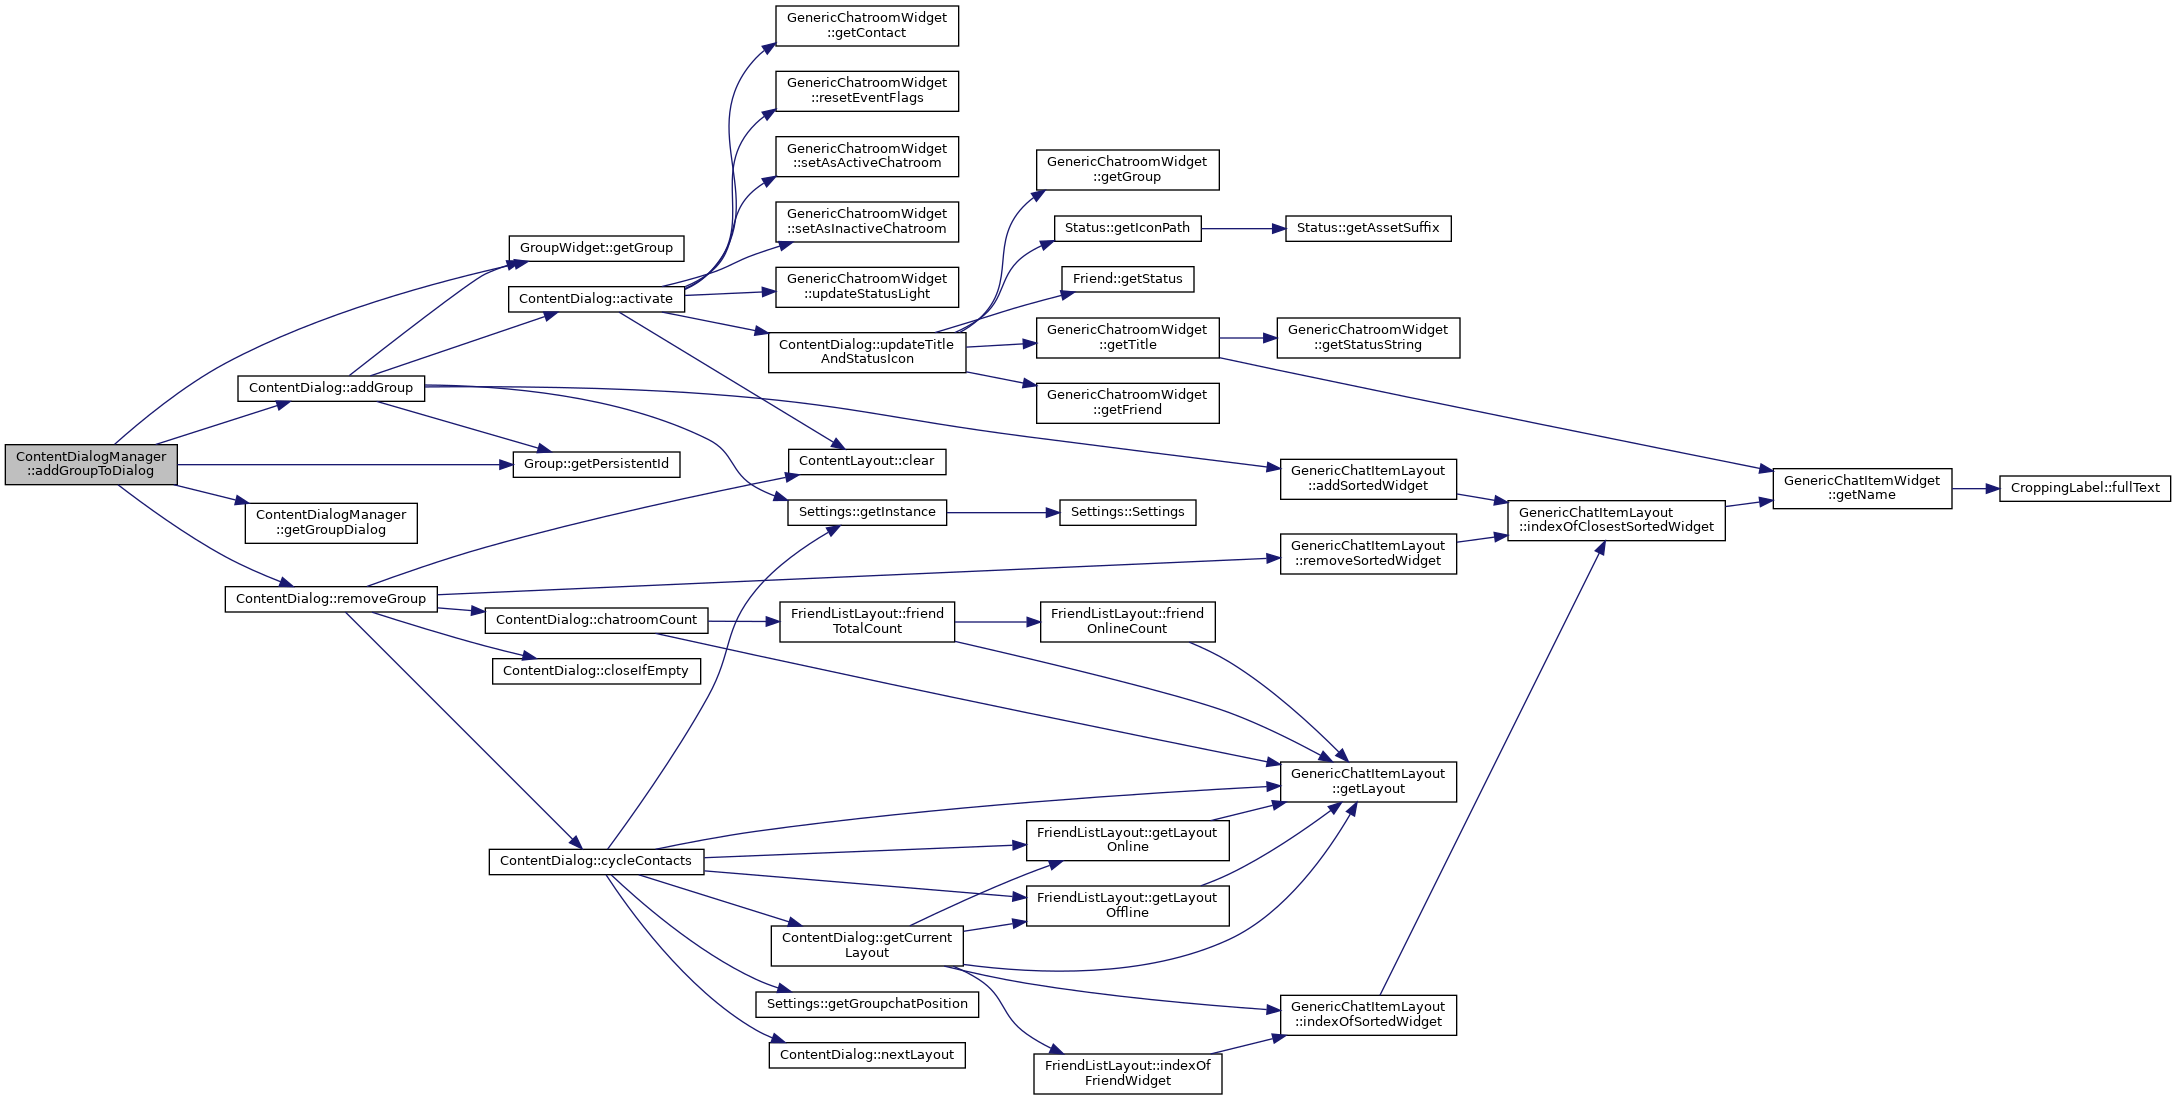 GenericChatroomWidget
::getContact
GenericChatroomWidget
::resetEventFlags
GenericChatroomWidget
::setAsActiveChatroom
GenericChatroomWidget
::getGroup
GenericChatroomWidget
::setAsInactiveChatroom
Status::getIconPath
Status::getAssetSuffix
GroupWidget::getGroup
GenericChatroomWidget
::updateStatusLight
Friend::getStatus
ContentDialog::activate
ContentDialog::updateTitle
AndStatusIcon
GenericChatroomWidget
::getTitle
GenericChatroomWidget
::getStatusString
ContentDialog::addGroup
GenericChatroomWidget
::getFriend
ContentDialogManager
::addGroupToDialog
Group::getPersistentId
ContentLayout::clear
GenericChatItemLayout
::addSortedWidget
GenericChatItemWidget
::getName
CroppingLabel::fullText
ContentDialogManager
::getGroupDialog
Settings::getInstance
Settings::Settings
GenericChatItemLayout
::indexOfClosestSortedWidget
GenericChatItemLayout
::removeSortedWidget
ContentDialog::removeGroup
ContentDialog::chatroomCount
FriendListLayout::friend
TotalCount
FriendListLayout::friend
OnlineCount
ContentDialog::closeIfEmpty
GenericChatItemLayout
::getLayout
FriendListLayout::getLayout
Online
ContentDialog::cycleContacts
FriendListLayout::getLayout
Offline
ContentDialog::getCurrent
Layout
Settings::getGroupchatPosition
GenericChatItemLayout
::indexOfSortedWidget
ContentDialog::nextLayout
FriendListLayout::indexOf
FriendWidget